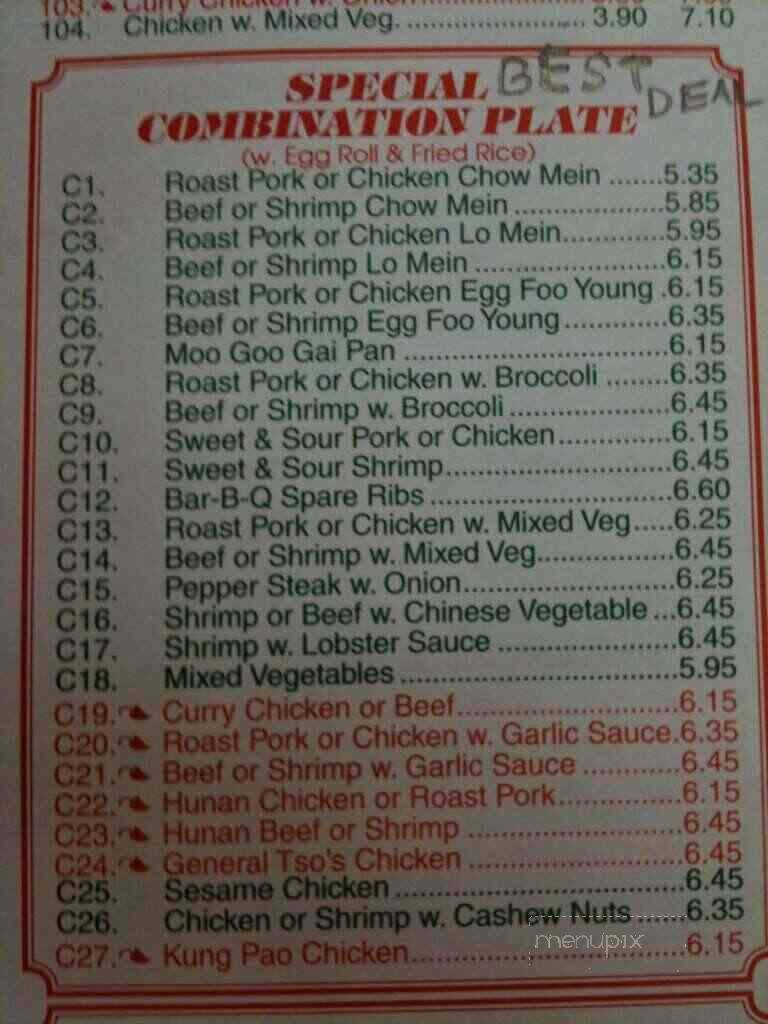 103. Curry Chicken w. Onion
104. Chicken w. Mixed Veg. ........................ 3.90 7.10
SPECIAL BEST
COMBINATION PLATE DEAL
(w. Egg Roll & Fried Rice)
C1. Roast Pork or Chicken Chow Mein .......5.35
C2. Beef or Shrimp Chow Mein ...................5.85
C3. Roast Pork or Chicken Lo Mein.............5.95
C4. Beef or Shrimp Lo Mein ........................6.15
C5. Roast Pork or Chicken Egg Foo Young .6.15
C6. Beef or Shrimp Egg Foo Young.............6.35
C7. Moo Goo Gai Pan .................................6.15
C8. Roast Pork or Chicken w. Broccoli ........6.35
C9. Beef or Shrimp w. Broccoli ....................6.45
C10. Sweet & Sour Pork or Chicken..............6.15
C11. Sweet & Sour Shrimp............................6.45
C12. Bar-B-Q Spare Ribs ..............................6.60
C13. Roast Pork or Chicken w. Mixed Veg.....6.25
C14. Beef or Shrimp w. Mixed Veg.................6.45
C15. Pepper Steak w. Onion..........................6.25
C16. Shrimp or Beef w. Chinese Vegetable ...6.45
C17. Shrimp w. Lobster Sauce ......................6.45
C18. Mixed Vegetables ..................................5.95
C19. Curry Chicken or Beef............................6.15
C20. Roast Pork or Chicken w. Garlic Sauce.6.35
C21. Beef or Shrimp w. Garlic Sauce ............6.45
C22. Hunan Chicken or Roast Pork...............6.15
C23. Hunan Beef or Shrimp ...........................6.45
C24. General Tso's Chicken ..........................6.45
C25. Sesame Chicken ...................................6.45
C26. Chicken or Shrimp w. Cashew Nuts ......6.35
menupix
C27. Kung Pao Chicken.................................6.15